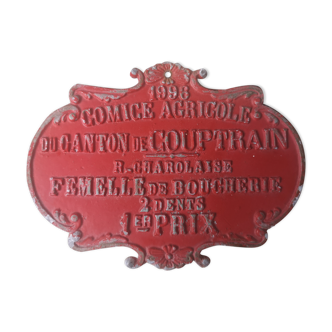 1996
COMICE AGRICOLE
DU CANTON DE COUPTRAIN
R. CHAROLAISE
FEMELLE DE BOUCHERIE
2 DENTS
1ER PRIX